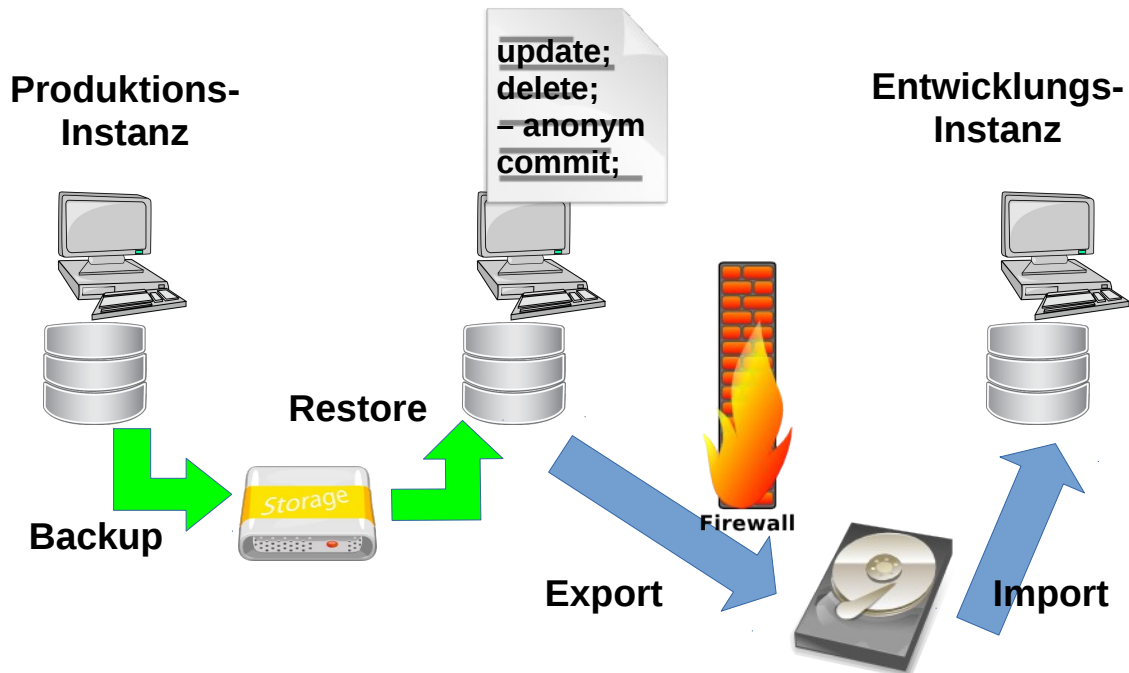 Produktions-
Instanz
update;
delete;
– anonym
commit;
Entwicklungs-
Instanz
Restore
Storage
Backup
Firewall
Export
Import